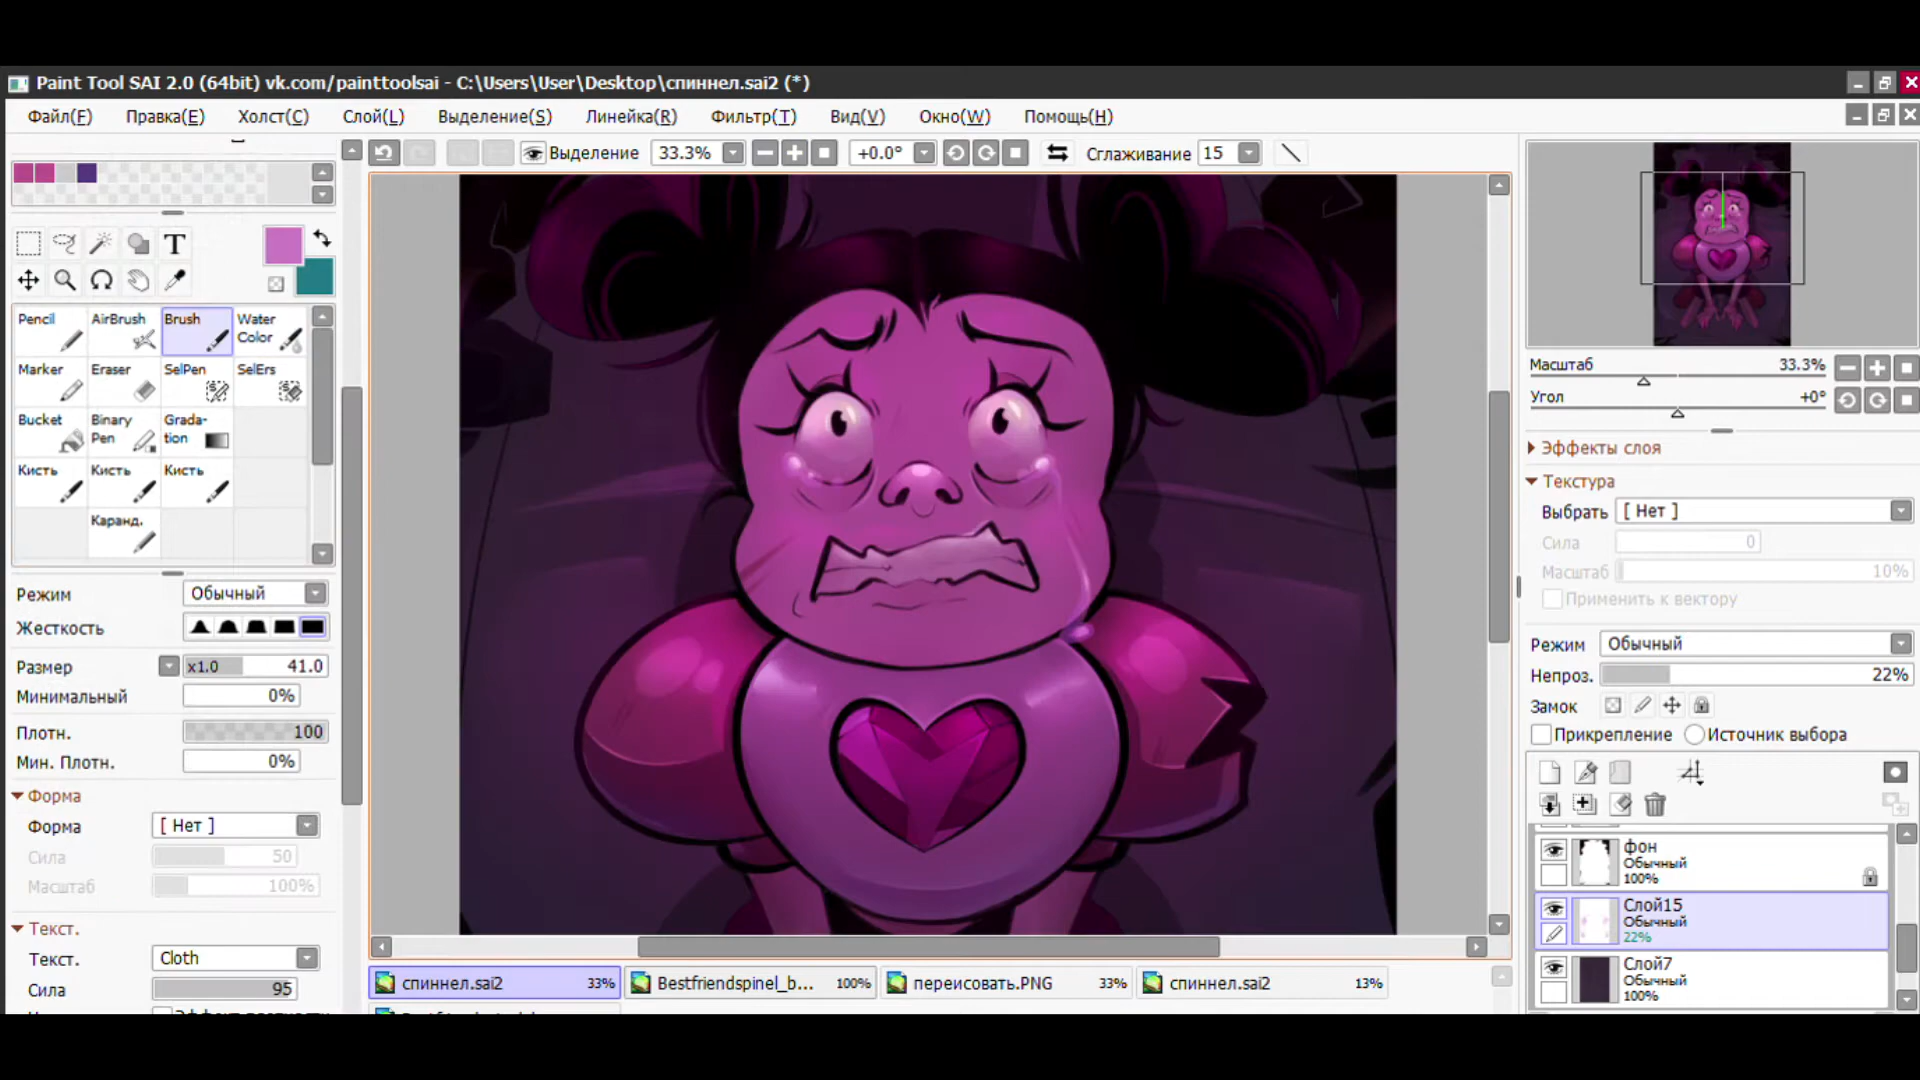 Paint Tool SAI 2.0 (64bit) vk.com/painttoolsai - C:\Users\User\Desktop\спиннел.sai2 (*)
Файл(F) Правка(E) Холст(C) Слой(L) Выделение(S) Линейка(R) Фильтр(T) Вид(V) Окно(W) Помощь(H)
Выделение 33.3% +0.0° Сглаживание 15
T
Pencil AirBrush Brush Water Color
Marker Eraser SelPen SelErs
Bucket Binary Pen Grada-tion
Кисть Кисть Кисть
Каранд.
Режим Обычный
Жесткость
Размер x1.0 41.0
Минимальный 0%
Плотн. 100
Мин. Плотн. 0%
Форма
Форма [ Нет ]
Сила 50
Масштаб 100%
Текст.
Текст. Cloth
Сила 95
спиннел.sai2 33% Bestfriendspinel_b... 100% переисовать.PNG 33% спиннел.sai2 13%
Масштаб 33.3%
Угол +0°
Эффекты слоя
Текстура
Выбрать [ Нет ]
Сила 0
Масштаб 10%
Применить к вектору
Режим Обычный
Непроз. 22%
Замок
Прикрепление Источник выбора
фон
Обычный
100%
Слой15
Обычный
22%
Слой7
Обычный
100%